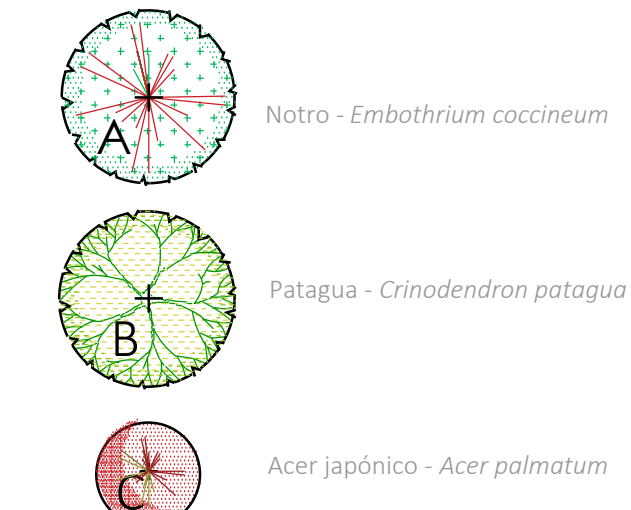 A
Notro - Embothrium coccineum
B
Patagua - Crinodendron patagua
Acer japónico - Acer palmatum
C